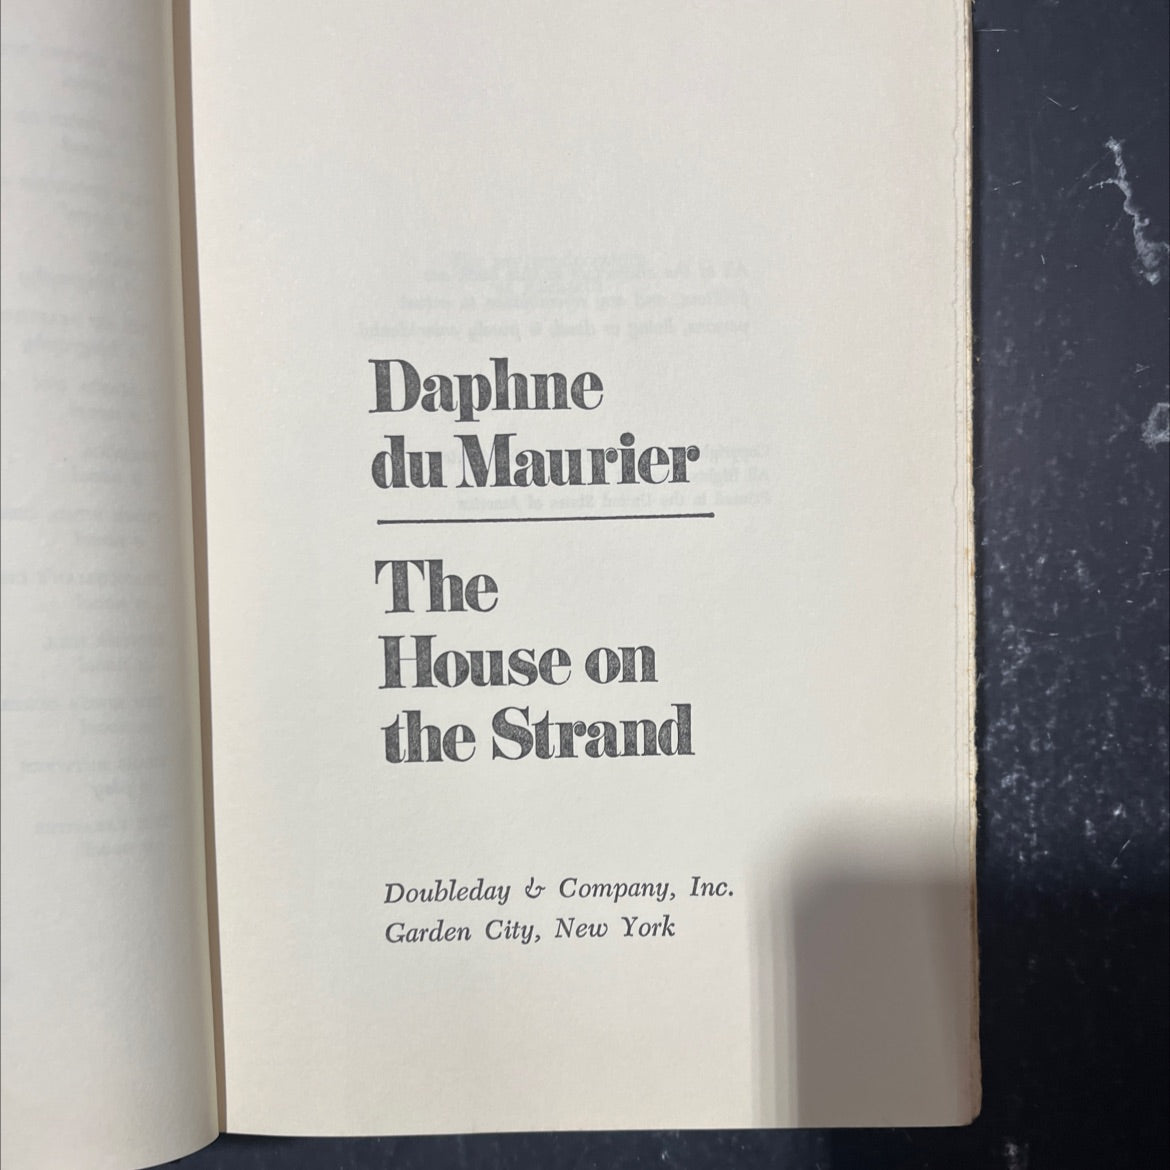 Daphne
du Maurier
The
House on
the Strand
Doubleday & Company, Inc.
Garden City, New York